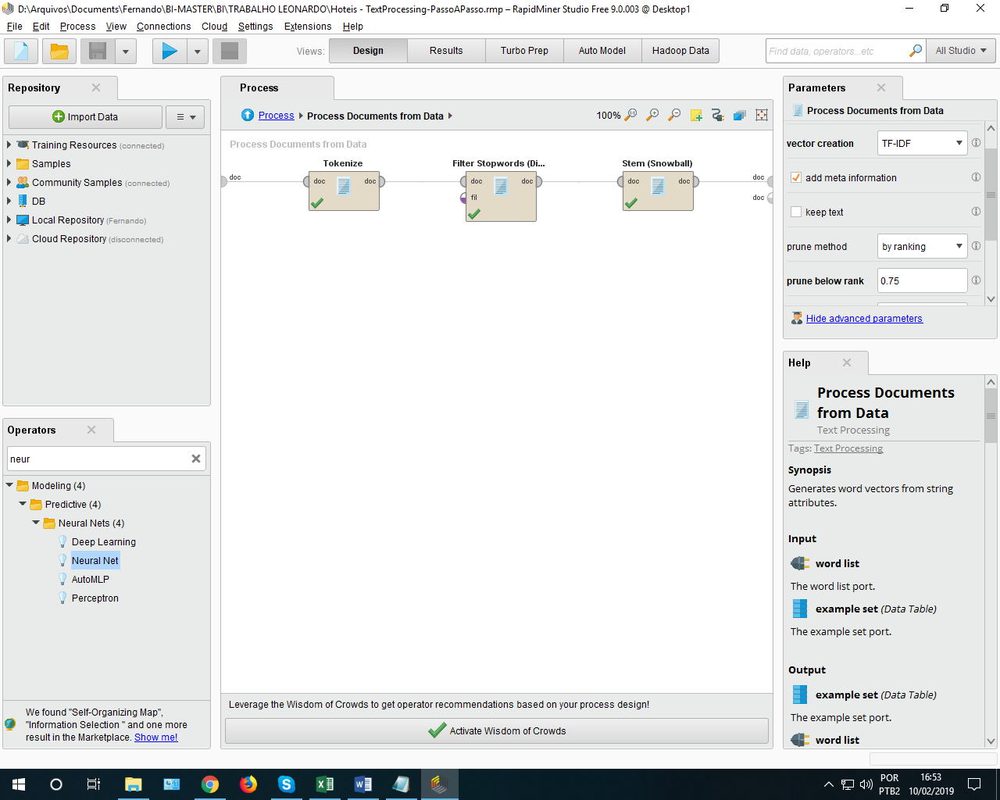 D:\Arquivos\Documents\Fernando\BI-MASTER\BI\TRABALHO LEONARDO\Hoteis - TextProcessing-PassoAPasso.rmp – RapidMiner Studio Free 9.0.003 @ Desktop1
File Edit Process View Connections Cloud Settings Extensions Help
Views: Design Results Turbo Prep Auto Model Hadoop Data
Find data, operators...etc All Studio
Repository
Import Data
Training Resources (connected)
Samples
Community Samples (connected)
DB
Local Repository (Fernando)
Cloud Repository (disconnected)
Operators
neur
Modeling (4)
Predictive (4)
Neural Nets (4)
Deep Learning
Neural Net
AutoMLP
Perceptron
We found "Self-Organizing Map",
"Information Selection " and one more
result in the Marketplace. Show me!
Process
Process Process Documents from Data
100%
Process Documents from Data
Tokenize Filter Stopwords (Di... Stem (Snowball)
doc doc doc doc doc doc doc doc
fil doc
Leverage the Wisdom of Crowds to get operator recommendations based on your process design!
Activate Wisdom of Crowds
Parameters
Process Documents from Data
vector creation TF-IDF
add meta information
keep text
prune method by ranking
prune below rank 0.75
Hide advanced parameters
Help
Process Documents
from Data
Text Processing
Tags: Text Processing
Synopsis
Generates word vectors from string
attributes.
Input
word list
The word list port.
example set (Data Table)
The example set port.
Output
example set (Data Table)
The example set port.
word list
POR
PTB2
16:53
10/02/2019